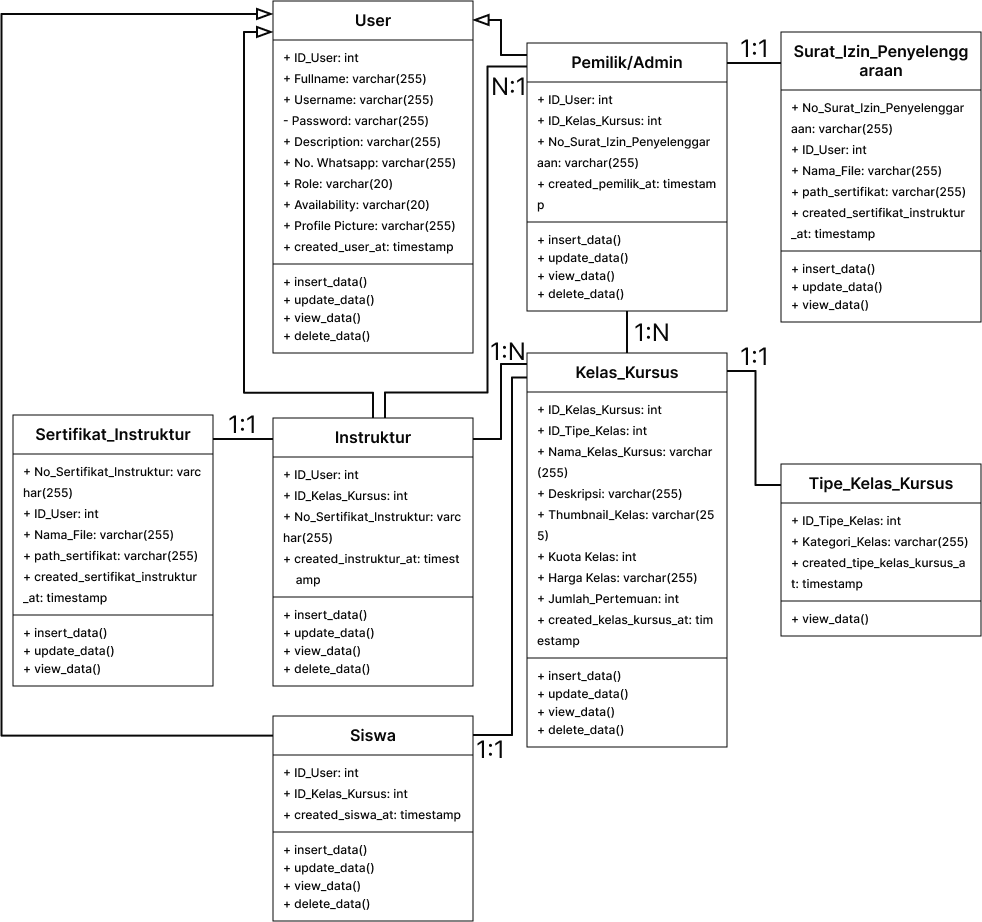 User
+ ID_User: int
+ Fullname: varchar(255)
+ Username: varchar(255)
- Password: varchar(255)
+ Description: varchar(255)
+ No. Whatsapp: varchar(255)
+ Role: varchar(20)
+ Availability: varchar(20)
+ Profile Picture: varchar(255)
+ created_user_at: timestamp
+ insert_data()
+ update_data()
+ view_data()
+ delete_data()
N:1
Pemilik/Admin
+ ID_User: int
+ ID_Kelas_Kursus: int
+ No_Surat_Izin_Penyelenggar
aan: varchar(255)
+ created_pemilik_at: timestam
p
+ insert_data()
+ update_data()
+ view_data()
+ delete_data()
1:1
Surat_Izin_Penyelengg
araan
+ No_Surat_Izin_Penyelenggar
aan: varchar(255)
+ ID_User: int
+ Nama_File: varchar(255)
+ path_sertifikat: varchar(255)
+ created_sertifikat_instruktur
_at: timestamp
+ insert_data()
+ update_data()
+ view_data()
1:N
1:N
1:1
Sertifikat_Instruktur
+ No_Sertifikat_Instruktur: varc
har(255)
+ ID_User: int
+ Nama_File: varchar(255)
+ path_sertifikat: varchar(255)
+ created_sertifikat_instruktur
_at: timestamp
+ insert_data()
+ update_data()
+ view_data()
1:1
Instruktur
+ ID_User: int
+ ID_Kelas_Kursus: int
+ No_Sertifikat_Instruktur: varc
har(255)
+ created_instruktur_at: timest
amp
+ insert_data()
+ update_data()
+ view_data()
+ delete_data()
Kelas_Kursus
+ ID_Kelas_Kursus: int
+ ID_Tipe_Kelas: int
+ Nama_Kelas_Kursus: varchar
(255)
+ Deskripsi: varchar(255)
+ Thumbnail_Kelas: varchar(25
5)
+ Kuota Kelas: int
+ Harga Kelas: varchar(255)
+ Jumlah_Pertemuan: int
+ created_kelas_kursus_at: tim
estamp
+ insert_data()
+ update_data()
+ view_data()
+ delete_data()
Tipe_Kelas_Kursus
+ ID_Tipe_Kelas: int
+ Kategori_Kelas: varchar(255)
+ created_tipe_kelas_kursus_a
t: timestamp
+ view_data()
Siswa
+ ID_User: int
+ ID_Kelas_Kursus: int
+ created_siswa_at: timestamp
+ insert_data()
+ update_data()
+ view_data()
+ delete_data()
1:1